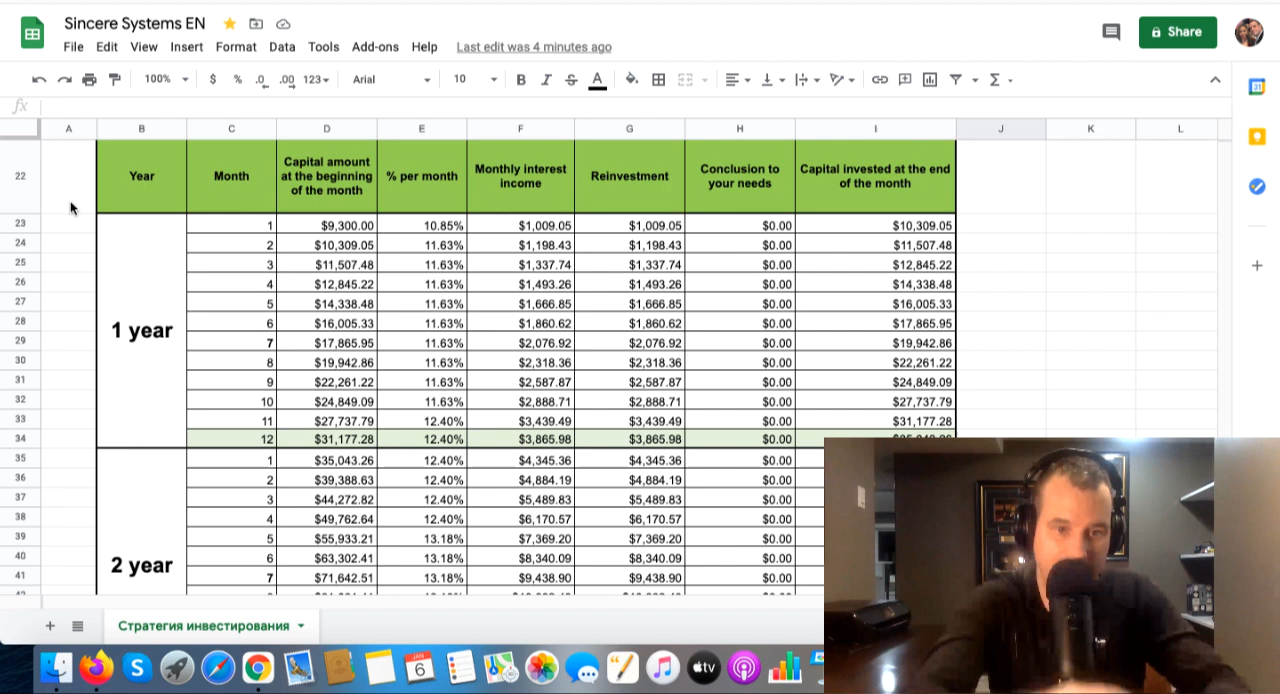 Sincere Systems EN
File Edit View Insert Format Data Tools Add-ons Help Last edit was 4 minutes ago
Share
100% $ % .0 .00 123 Arial 10 B I S A
fx
A B C D E F G H I J K L
22 Year Month Capital amount at the beginning of the month % per month Monthly interest income Reinvestment Conclusion to your needs Capital invested at the end of the month
23 1 $9,300.00 10.85% $1,009.05 $1,009.05 $0.00 $10,309.05
24 2 $10,309.05 11.63% $1,198.43 $1,198.43 $0.00 $11,507.48
25 3 $11,507.48 11.63% $1,337.74 $1,337.74 $0.00 $12,845.22
26 4 $12,845.22 11.63% $1,493.26 $1,493.26 $0.00 $14,338.48
27 5 $14,338.48 11.63% $1,666.85 $1,666.85 $0.00 $16,005.33
28 6 $16,005.33 11.63% $1,860.62 $1,860.62 $0.00 $17,865.95
1 year
29 7 $17,865.95 11.63% $2,076.92 $2,076.92 $0.00 $19,942.86
30 8 $19,942.86 11.63% $2,318.36 $2,318.36 $0.00 $22,261.22
31 9 $22,261.22 11.63% $2,587.87 $2,587.87 $0.00 $24,849.09
32 10 $24,849.09 11.63% $2,888.71 $2,888.71 $0.00 $27,737.79
33 11 $27,737.79 12.40% $3,439.49 $3,439.49 $0.00 $31,177.28
34 12 $31,177.28 12.40% $3,865.98 $3,865.98 $0.00
35 1 $35,043.26 12.40% $4,345.36 $4,345.36 $0.00
36 2 $39,388.63 12.40% $4,884.19 $4,884.19 $0.00
37 3 $44,272.82 12.40% $5,489.83 $5,489.83 $0.00
38 4 $49,762.64 12.40% $6,170.57 $6,170.57 $0.00
39 5 $55,933.21 13.18% $7,369.20 $7,369.20 $0.00
40 2 year 6 $63,302.41 13.18% $8,340.09 $8,340.09 $0.00
41 7 $71,642.51 13.18% $9,438.90 $9,438.90 $0.00
Стратегия инвестирования
JAN
6
tv